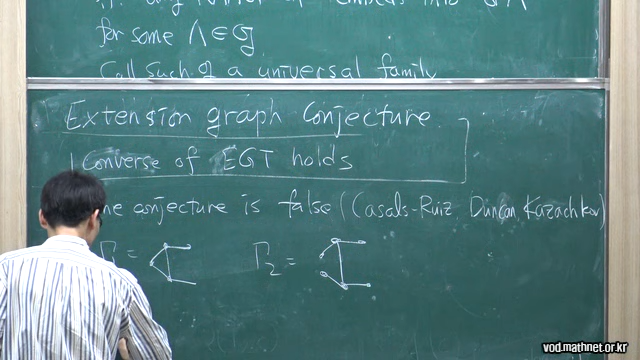 for some Λ ∈ G
Call such G a universal family
Extension graph Conjecture
Converse of EGT holds
conjecture is false (Casals-Ruiz, Duncan, Kazachkov)
Γ1 = Γ2 =
vod.mathnet.or.kr